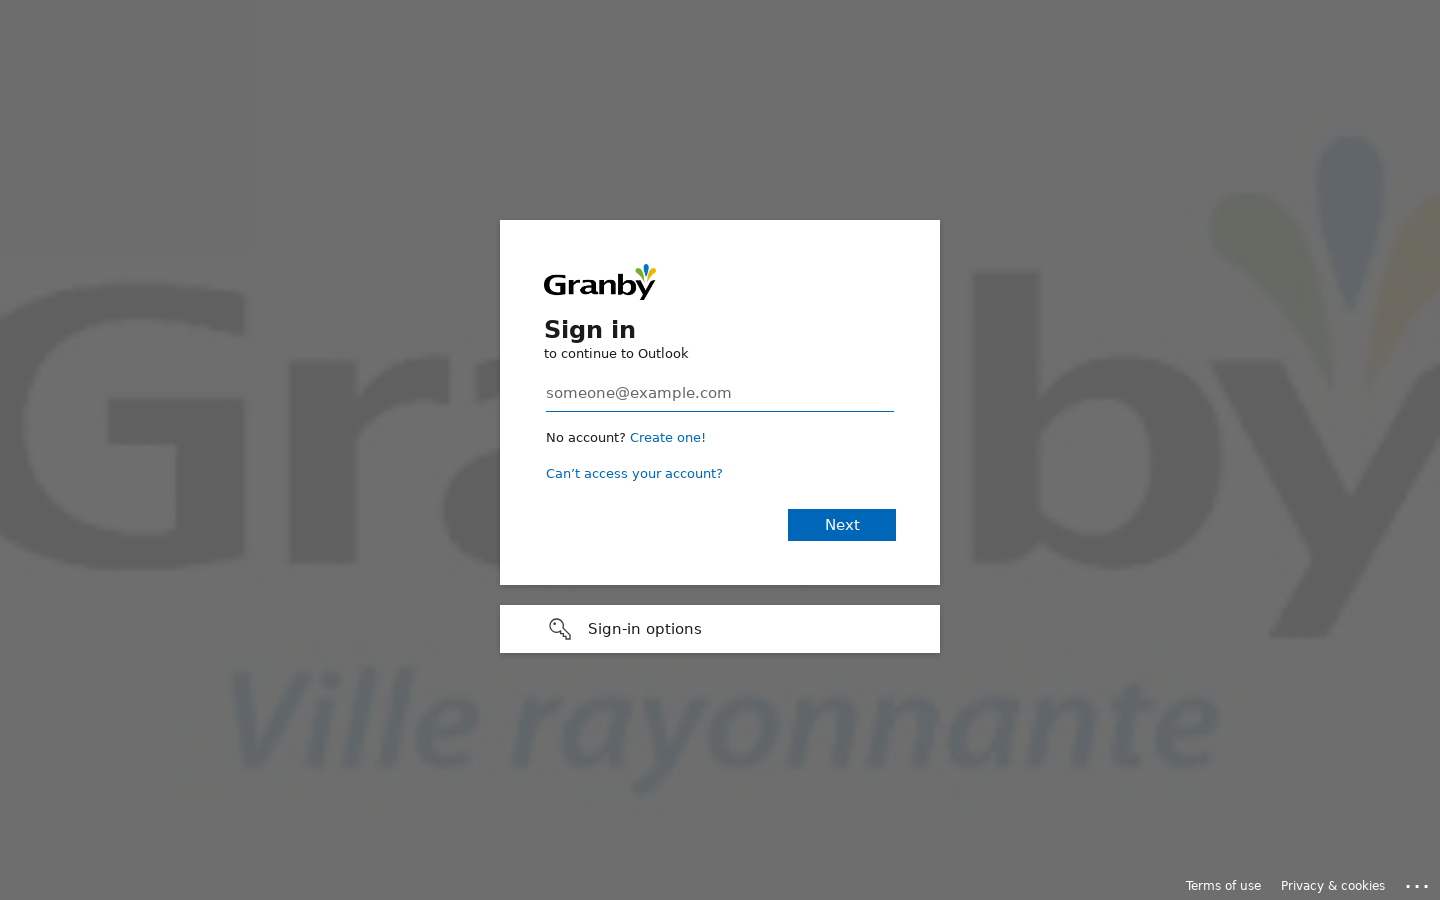 Granby
Sign in
to continue to Outlook
someone@example.com
No account? Create one!
Can’t access your account?
Next
Sign-in options
Granby
Ville rayonnante
Terms of use
Privacy & cookies
...